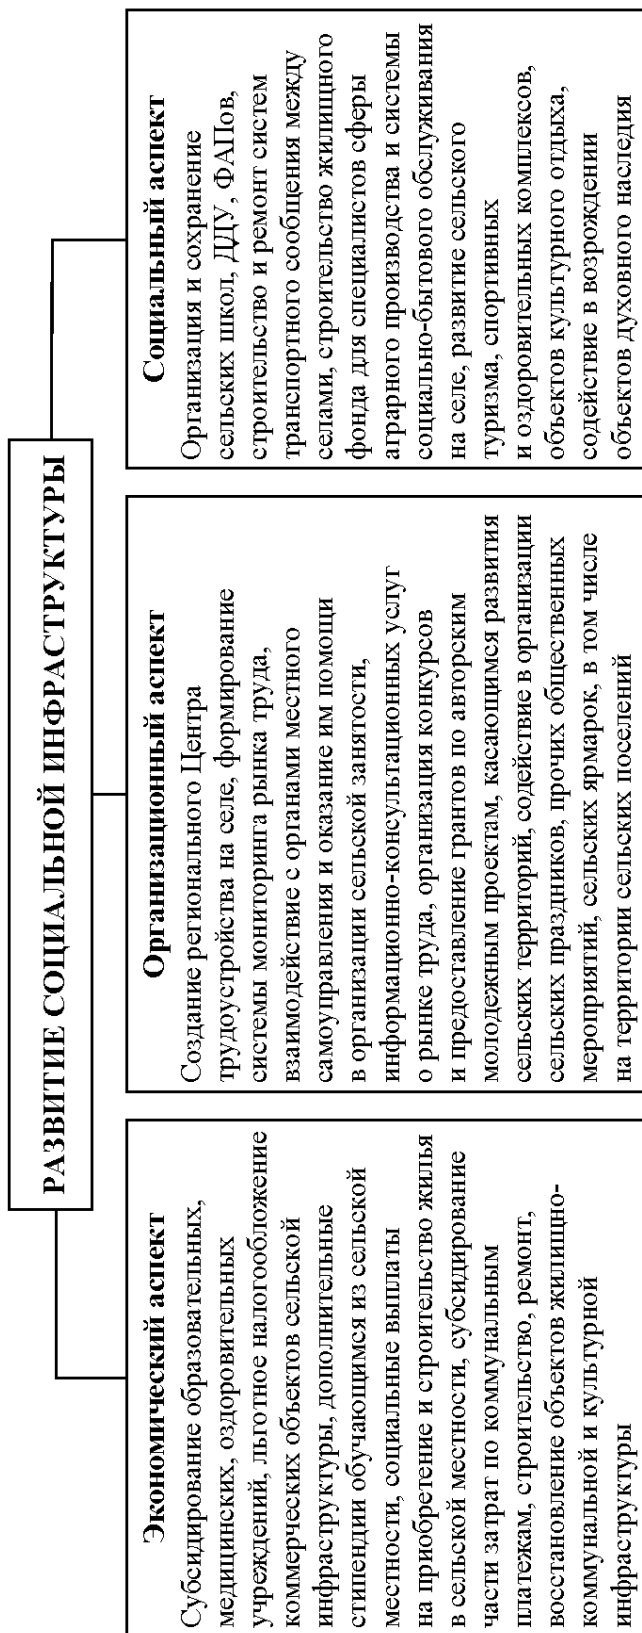 РАЗВИТИЕ СОЦИАЛЬНОЙ ИНФРАСТРУКТУРЫ
Экономический аспект
Субсидирование образовательных,
медицинских, оздоровительных
учреждений, льготное налогообложение
коммерческих объектов сельской
инфраструктуры, дополнительные
стипендии обучающимся из сельской
местности, социальные выплаты
на приобретение и строительство жилья
в сельской местности, субсидирование
части затрат по коммунальным
платежам, строительство, ремонт,
восстановление объектов жилищно-
коммунальной и культурной
инфраструктуры
Организационный аспект
Создание регионального Центра
трудоустройства на селе, формирование
системы мониторинга рынка труда,
взаимодействие с органами местного
самоуправления и оказание им помощи
в организации сельской занятости,
информационно-консультационных услуг
о рынке труда, организация конкурсов
и предоставление грантов по авторским
молодежным проектам, касающимся развития
сельских территорий, содействие в организации
сельских праздников, прочих общественных
мероприятий, сельских ярмарок, в том числе
на территории сельских поселений
Социальный аспект
Организация и сохранение
сельских школ, ДДУ, ФАПов,
строительство и ремонт систем
транспортного сообщения между
селами, строительство жилищного
фонда для специалистов сферы
аграрного производства и системы
социально-бытового обслуживания
на селе, развитие сельского
туризма, спортивных
и оздоровительных комплексов,
объектов культурного отдыха,
содействие в возрождении
объектов духовного наследия